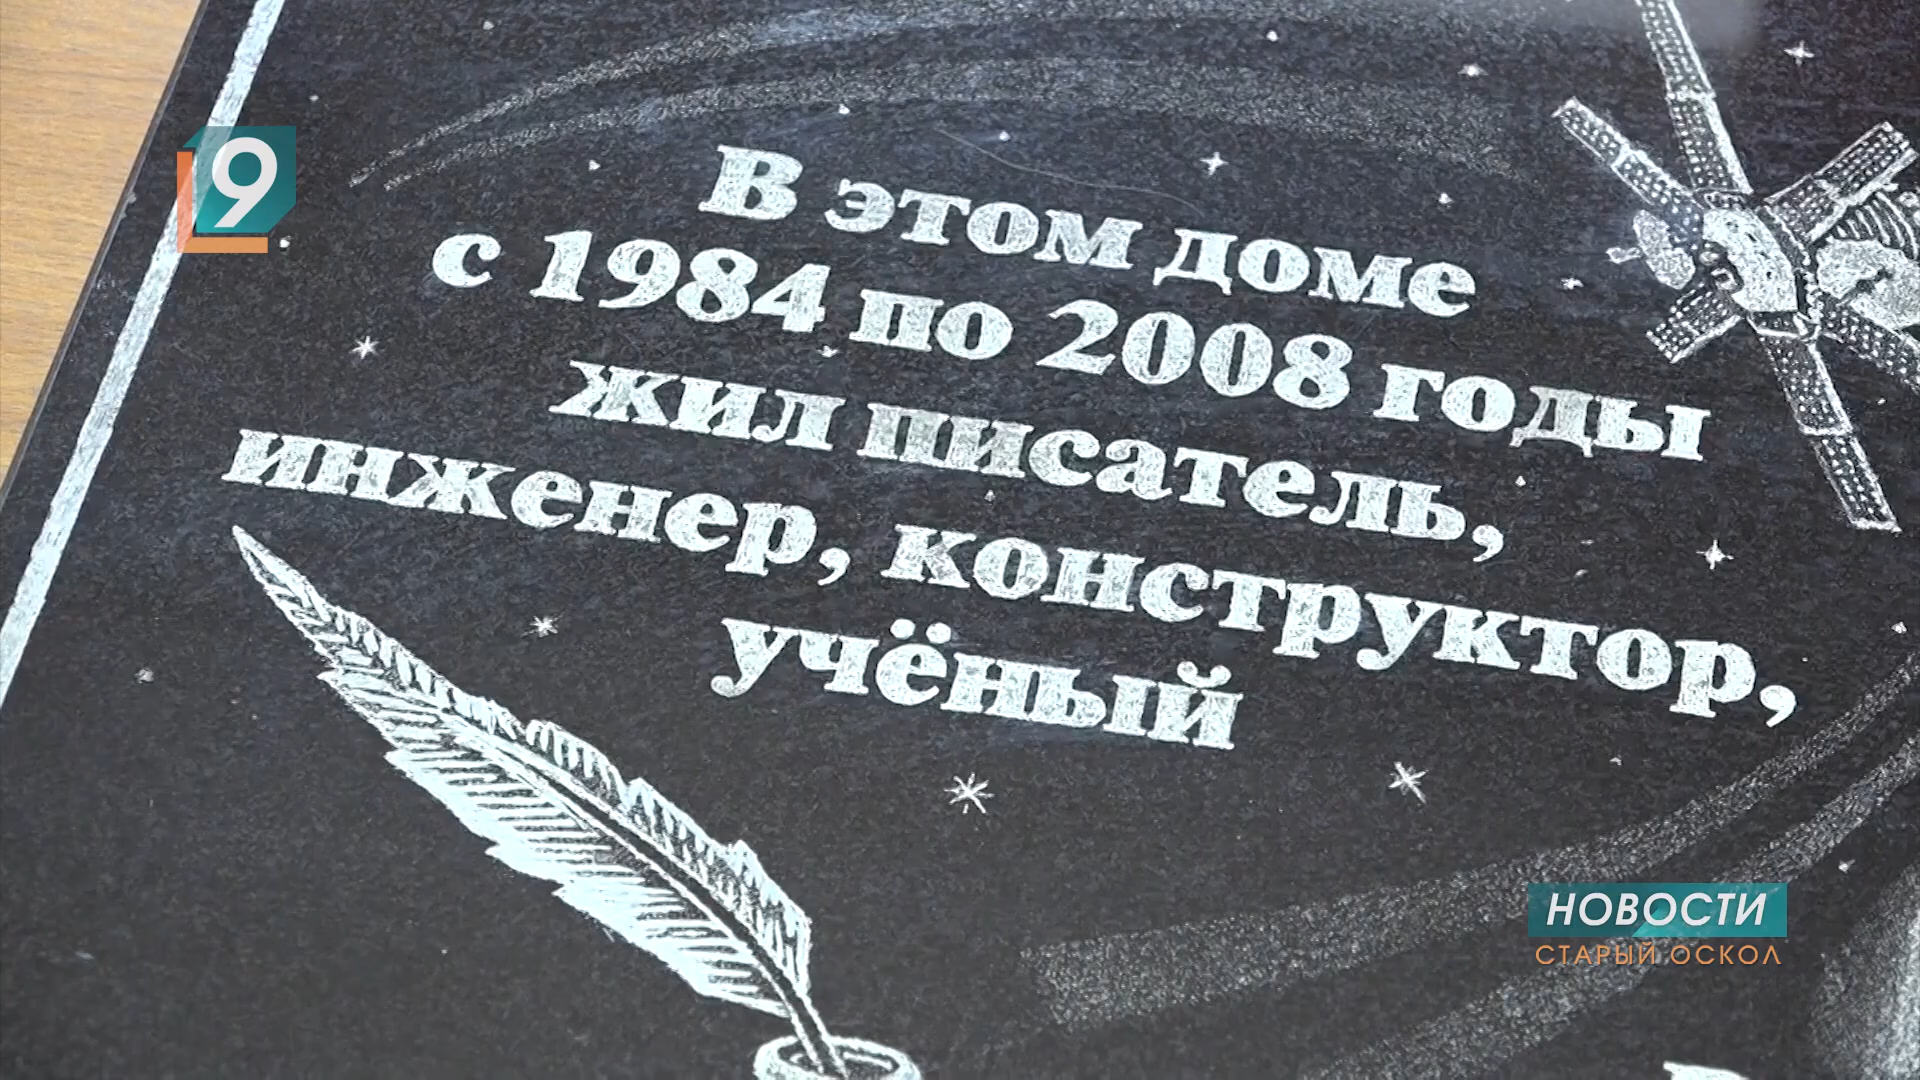 9
В этом доме
с 1984 по 2008 годы
жил писатель,
инженер, конструктор,
учёный
НОВОСТИ
СТАРЫЙ ОСКОЛ